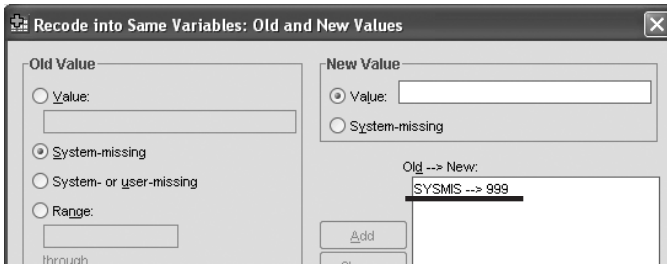 Recode into Same Variables: Old and New Values
Old Value
Value:
System-missing
System- or user-missing
Range:
through
New Value
Value:
System-missing
Old --> New:
SYSMIS --> 999
Add